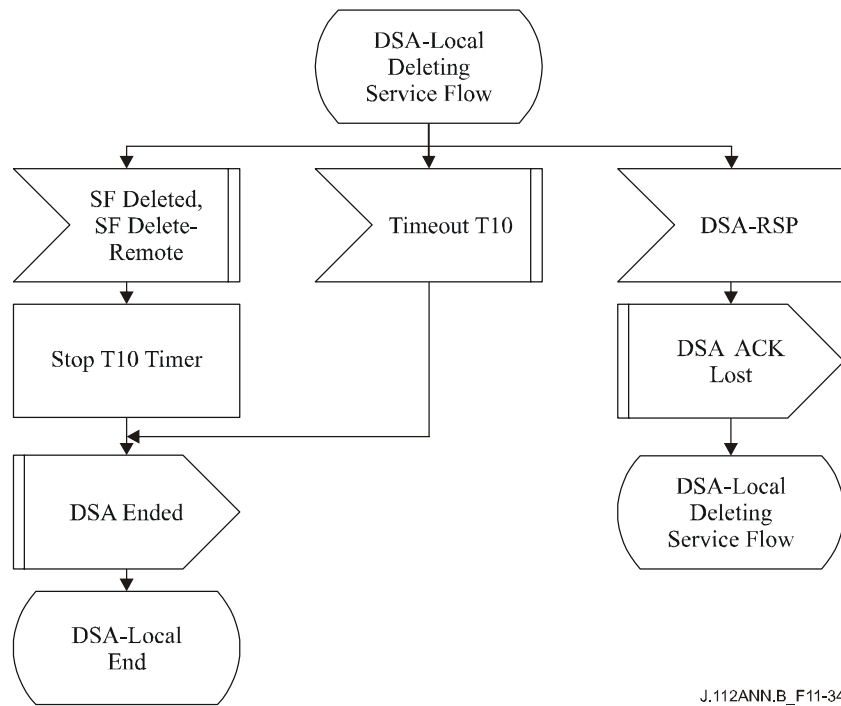 DSA-Local
Deleting
Service Flow
SF Deleted,
SF Delete-
Remote
Timeout T10
DSA-RSP
Stop T10 Timer
DSA ACK
Lost
DSA Ended
DSA-Local
Deleting
Service Flow
DSA-Local
End
J.112ANN.B_F11-34